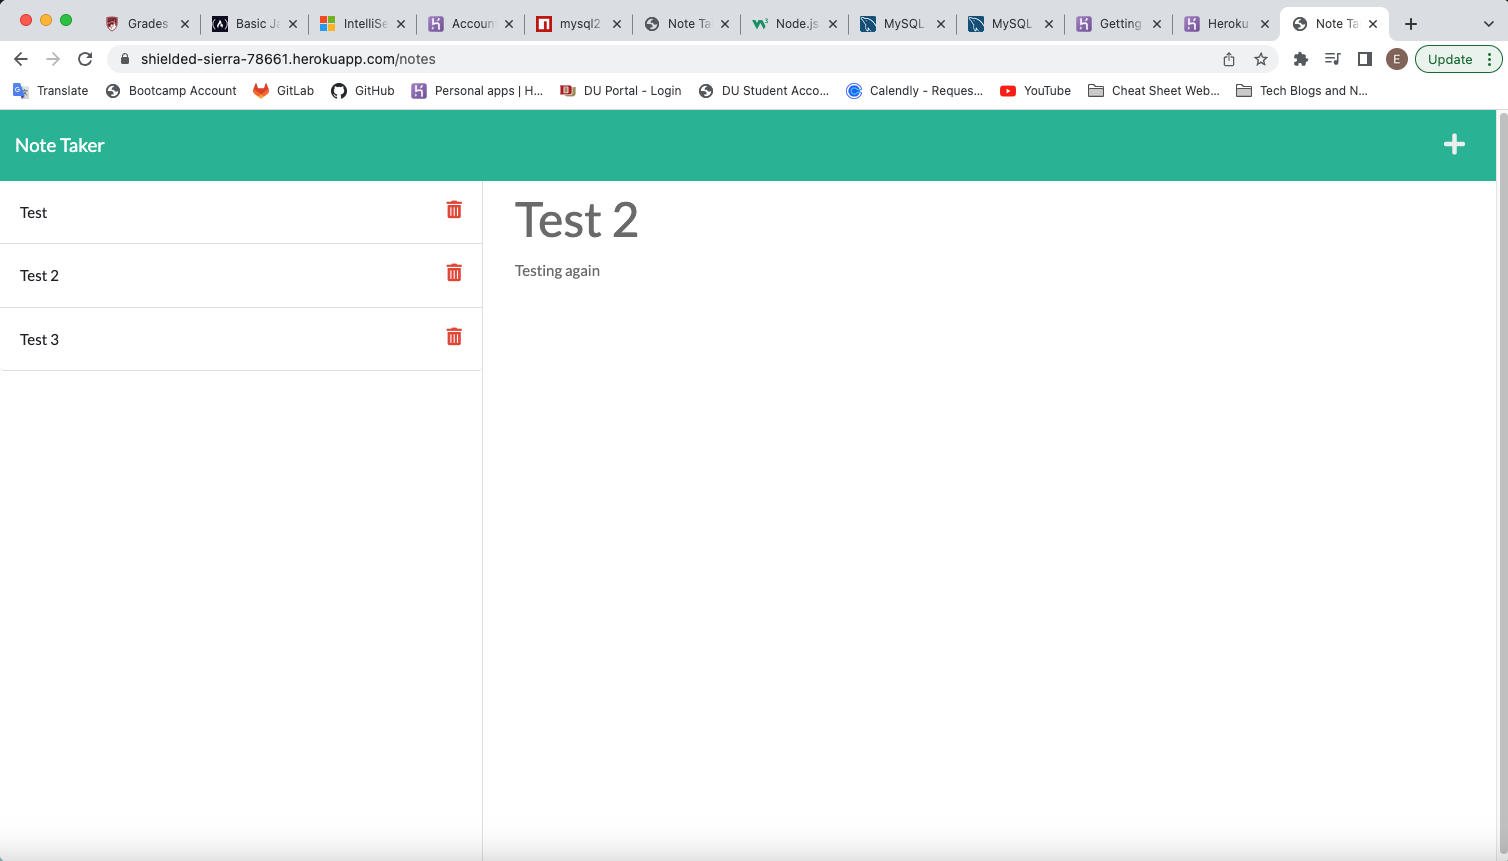 Grades
Basic Ja
IntelliSe
Accoun
mysql2
Note Ta
Node.js
MySQL
MySQL
Getting
Heroku
Note Ta
shielded-sierra-78661.herokuapp.com/notes
E
Update
Translate
Bootcamp Account
GitLab
GitHub
Personal apps | H...
DU Portal - Login
DU Student Acco...
Calendly - Reques...
YouTube
Cheat Sheet Web...
Tech Blogs and N...
Note Taker
Test
Test 2
Test 3
Test 2
Testing again